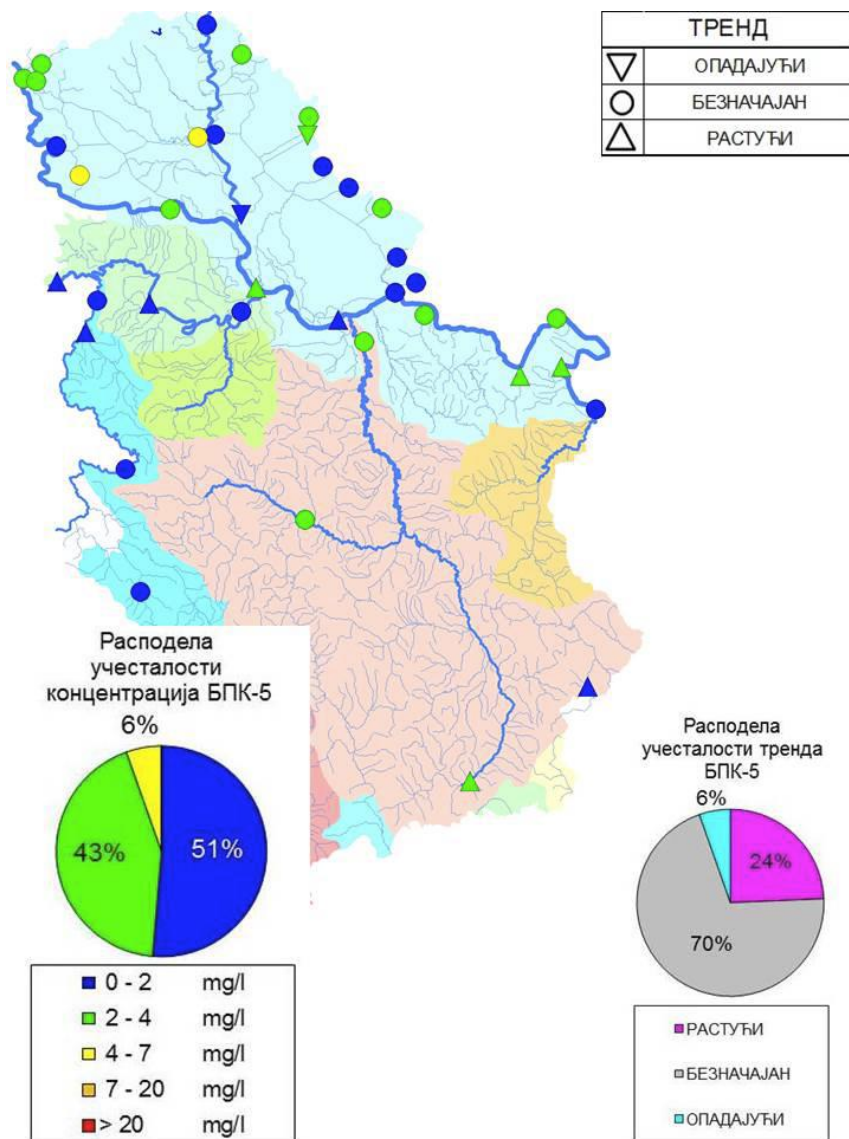 ТРЕНД
ОПАДАЈУЋИ
БЕЗНАЧАЈАН
РАСТУЋИ
Расподела
учесталости
концентрација БПК-5
6%
43%
51%
0 - 2 mg/l
2 - 4 mg/l
4 - 7 mg/l
7 - 20 mg/l
> 20 mg/l
Расподела
учесталости тренда
БПК-5
6%
24%
70%
РАСТУЋИ
БЕЗНАЧАЈАН
ОПАДАЈУЋИ